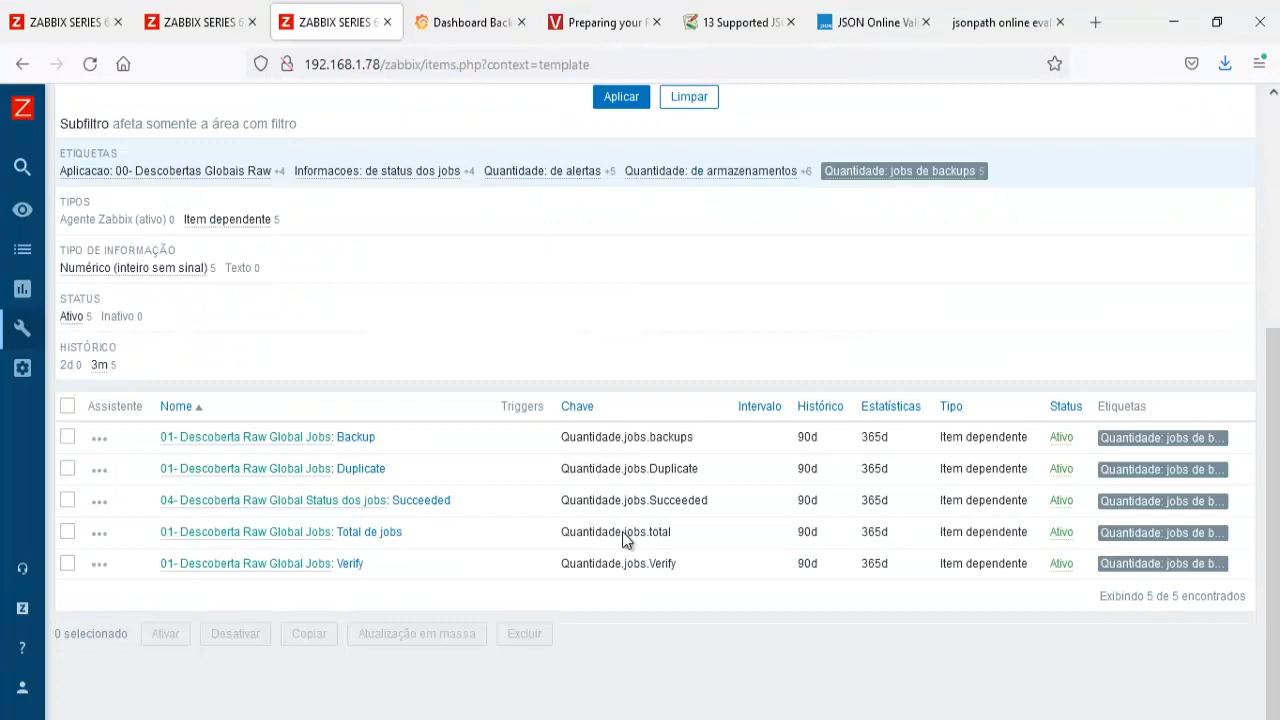 ZABBIX SERIES 6
ZABBIX SERIES 6
ZABBIX SERIES 6
Dashboard Back
Preparing your F
13 Supported JS
JSON Online Val
jsonpath online eval
192.168.1.78/zabbix/items.php?context=template
Aplicar
Limpar
Subfiltro afeta somente a área com filtro
ETIQUETAS
Aplicacao: 00- Descobertas Globais Raw +4 Informacoes: de status dos jobs +4 Quantidade: de alertas +5 Quantidade: de armazenamentos +6 Quantidade: jobs de backups 5
TIPOS
Agente Zabbix (ativo) 0 Item dependente 5
TIPO DE INFORMAÇÃO
Numérico (inteiro sem sinal) 5 Texto 0
STATUS
Ativo 5 Inativo 0
HISTÓRICO
2d 0 3m 5
Assistente Nome Triggers Chave Intervalo Histórico Estatísticas Tipo Status Etiquetas
01- Descoberta Raw Global Jobs: Backup Quantidade.jobs.backups 90d 365d Item dependente Ativo Quantidade: jobs de b...
01- Descoberta Raw Global Jobs: Duplicate Quantidade.jobs.Duplicate 90d 365d Item dependente Ativo Quantidade: jobs de b...
04- Descoberta Raw Global Status dos jobs: Succeeded Quantidade.jobs.Succeeded 90d 365d Item dependente Ativo Quantidade: jobs de b...
01- Descoberta Raw Global Jobs: Total de jobs Quantidade.jobs.total 90d 365d Item dependente Ativo Quantidade: jobs de b...
01- Descoberta Raw Global Jobs: Verify Quantidade.jobs.Verify 90d 365d Item dependente Ativo Quantidade: jobs de b...
Exibindo 5 de 5 encontrados
0 selecionado Ativar Desativar Copiar Atualização em massa Excluir